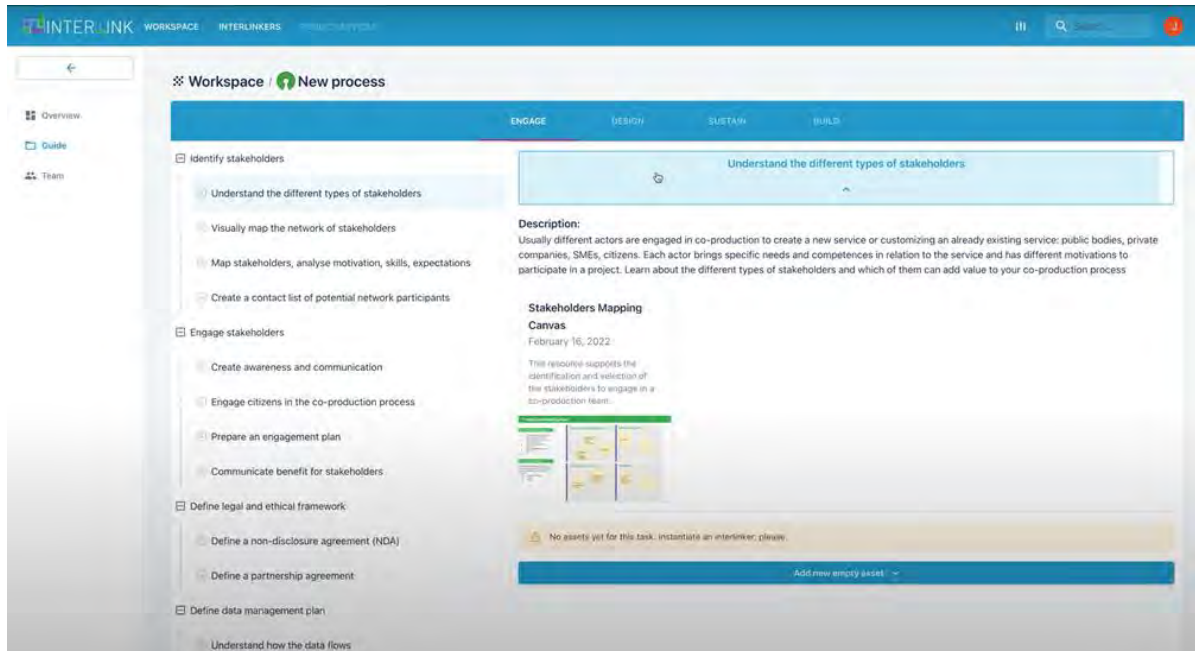 INTERLINK
WORKSPACE INTERLINKERS
Workspace / New process
Overview
Guide
Team
ENGAGE DESIGN SUSTAIN BUILD
Identify stakeholders
Understand the different types of stakeholders
Visually map the network of stakeholders
Map stakeholders, analyse motivation, skills, expectations
Create a contact list of potential network participants
Engage stakeholders
Create awareness and communication
Engage citizens in the co-production process
Prepare an engagement plan
Communicate benefit for stakeholders
Define legal and ethical framework
Define a non-disclosure agreement (NDA)
Define a partnership agreement
Define data management plan
Understand how the data flows
Understand the different types of stakeholders
Description:
Usually different actors are engaged in co-production to create a new service or customizing an already existing service: public bodies, private
companies, SMEs, citizens. Each actor brings specific needs and competences in relation to the service and has different motivations to
participate in a project. Learn about the different types of stakeholders and which of them can add value to your co-production process
Stakeholders Mapping
Canvas
February 16, 2022
This resource supports the
identification and selection of
the stakeholders to engage in a
co-production team.
No assets yet for this task. Instantiate an interlinker, please.
Add new empty asset